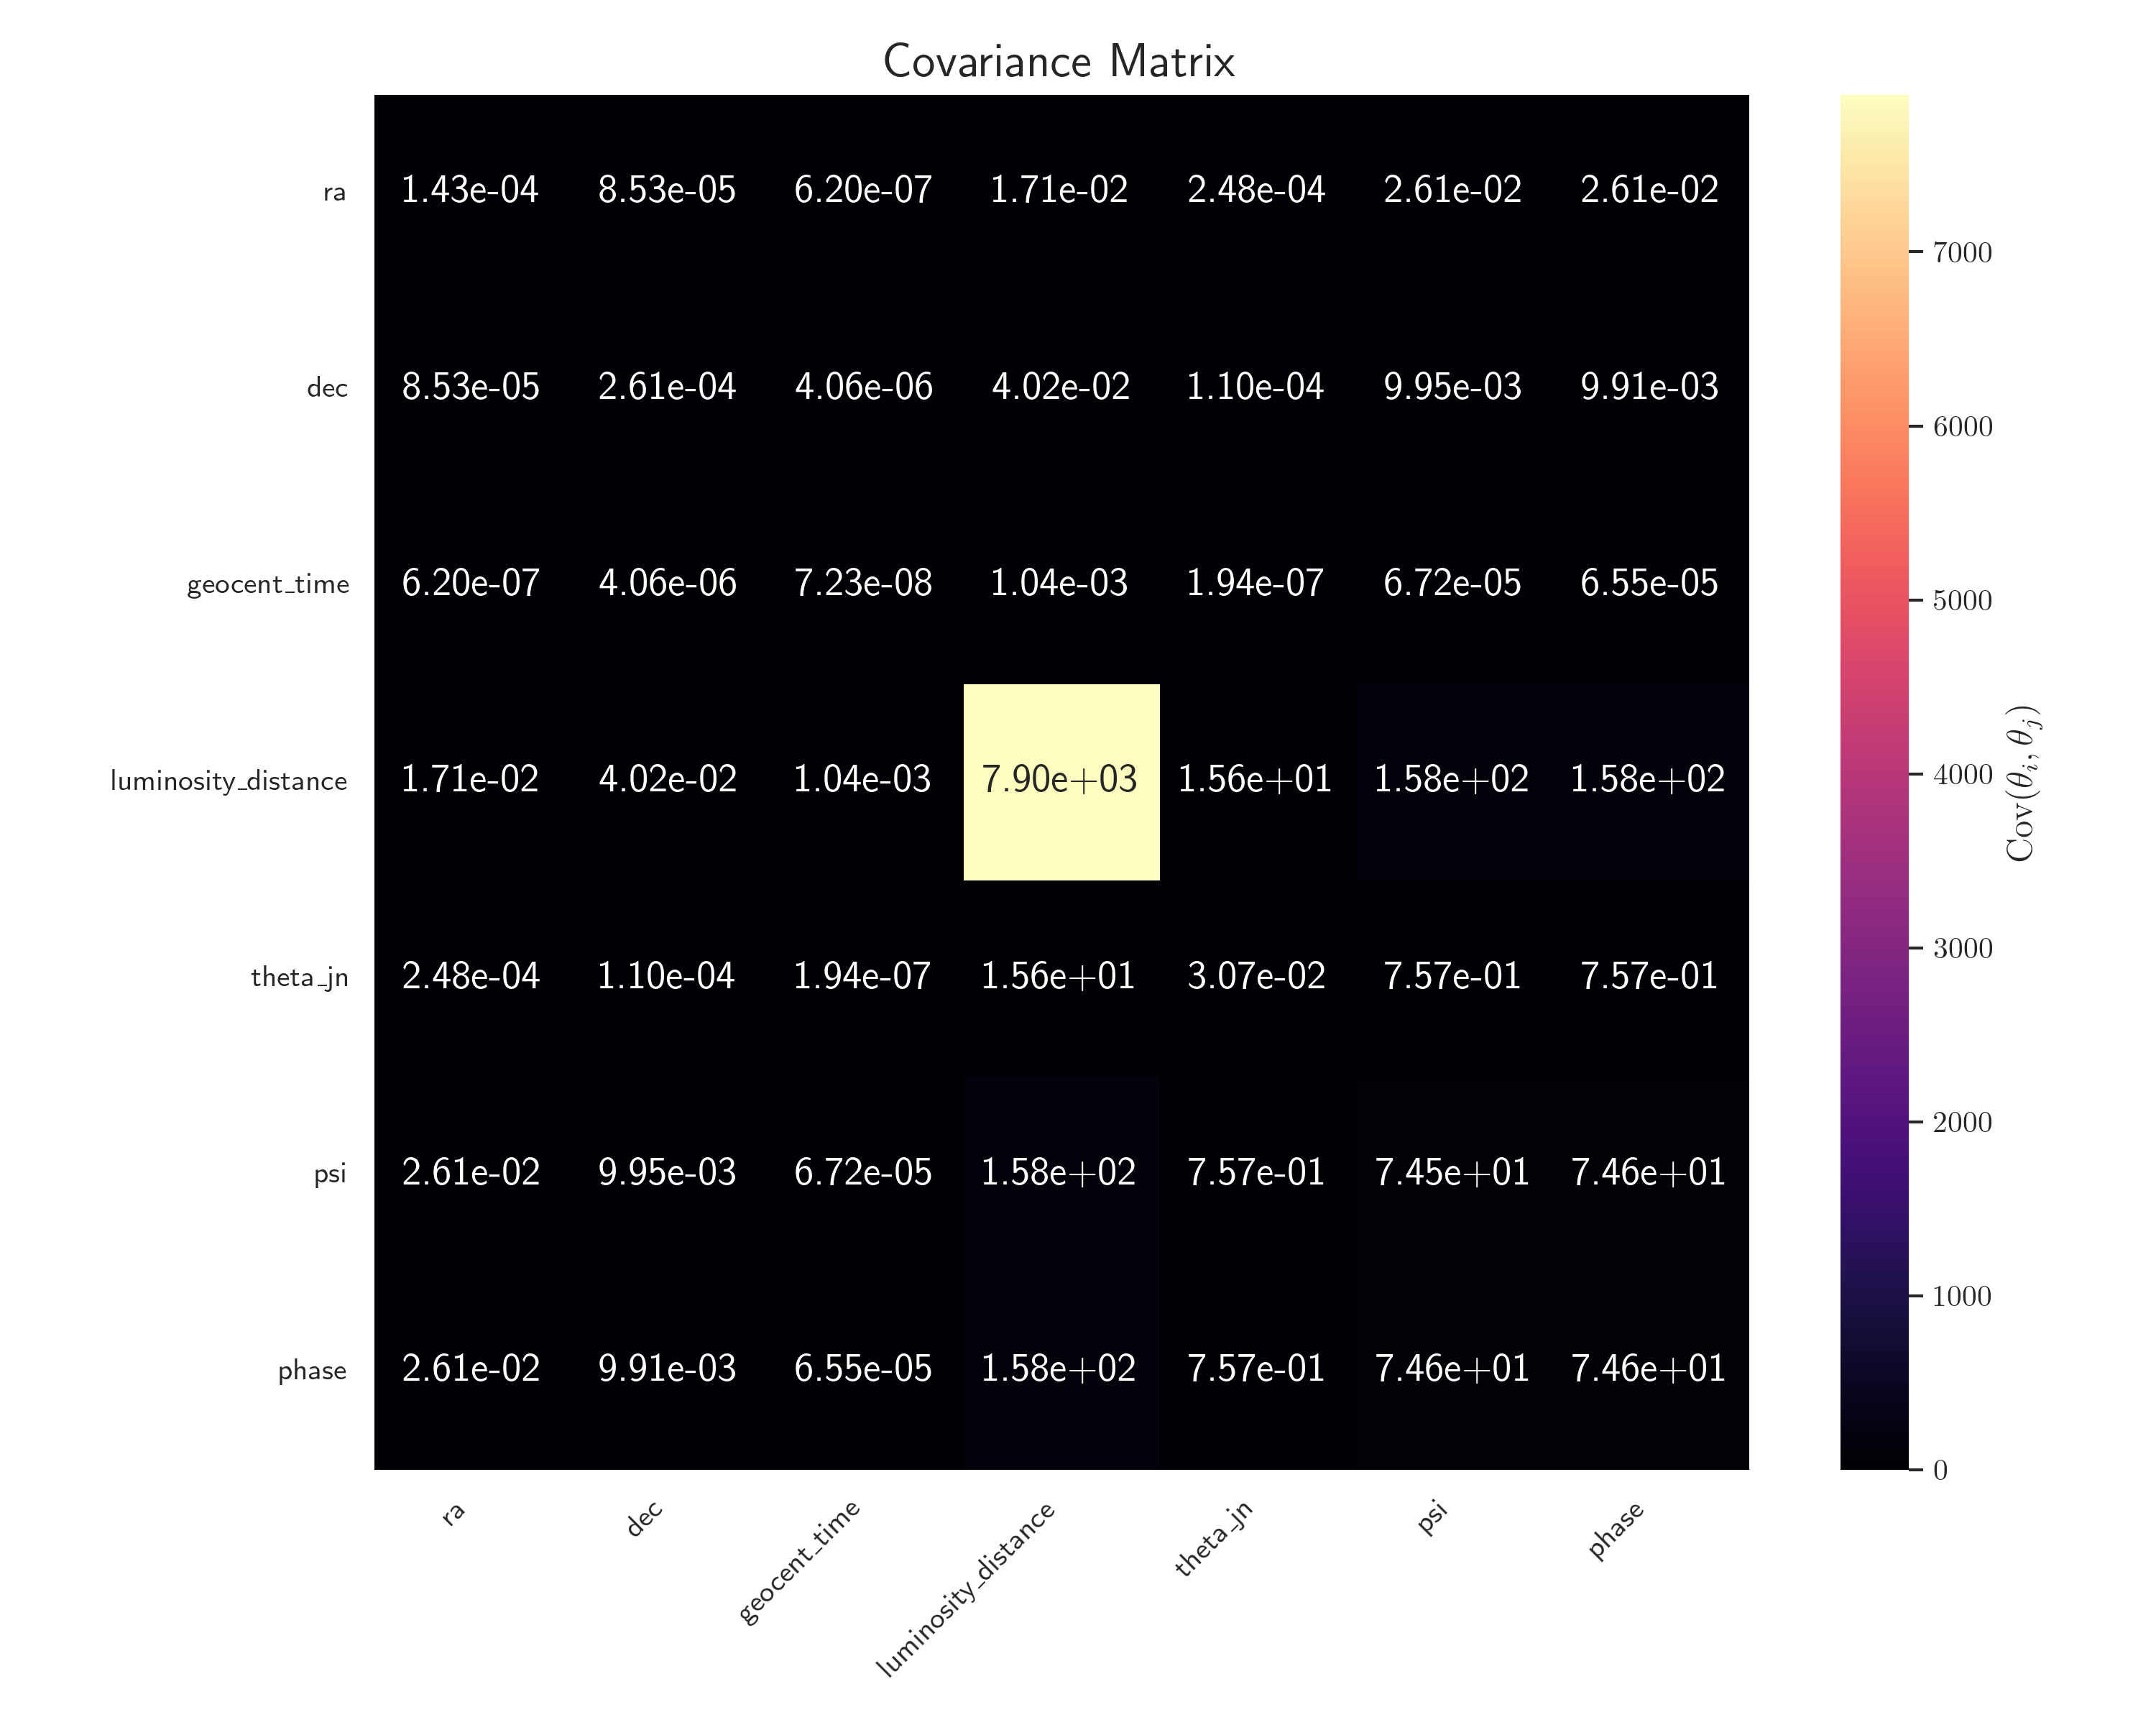 Covariance Matrix
ra 1.43e-04 8.53e-05 6.20e-07 1.71e-02 2.48e-04 2.61e-02 2.61e-02
dec 8.53e-05 2.61e-04 4.06e-06 4.02e-02 1.10e-04 9.95e-03 9.91e-03
geocent_time 6.20e-07 4.06e-06 7.23e-08 1.04e-03 1.94e-07 6.72e-05 6.55e-05
luminosity_distance 1.71e-02 4.02e-02 1.04e-03 7.90e+03 1.56e+01 1.58e+02 1.58e+02
theta_jn 2.48e-04 1.10e-04 1.94e-07 1.56e+01 3.07e-02 7.57e-01 7.57e-01
psi 2.61e-02 9.95e-03 6.72e-05 1.58e+02 7.57e-01 7.45e+01 7.46e+01
phase 2.61e-02 9.91e-03 6.55e-05 1.58e+02 7.57e-01 7.46e+01 7.46e+01
ra dec geocent_time luminosity_distance theta_jn psi phase
7000
6000
5000
4000
3000
2000
1000
0
Cov(θi, θj)